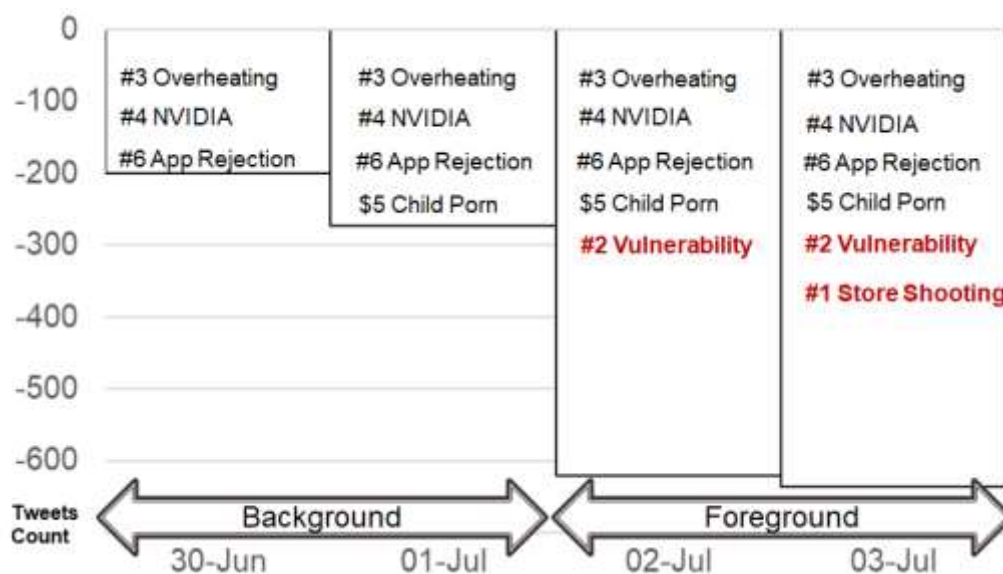 0
-100
-200
-300
-400
-500
-600
Tweets
Count
#3 Overheating
#4 NVIDIA
#6 App Rejection
#3 Overheating
#4 NVIDIA
#6 App Rejection
$5 Child Porn
#3 Overheating
#4 NVIDIA
#6 App Rejection
$5 Child Porn
#2 Vulnerability
#3 Overheating
#4 NVIDIA
#6 App Rejection
$5 Child Porn
#2 Vulnerability
#1 Store Shooting
Background
Foreground
30-Jun
01-Jul
02-Jul
03-Jul